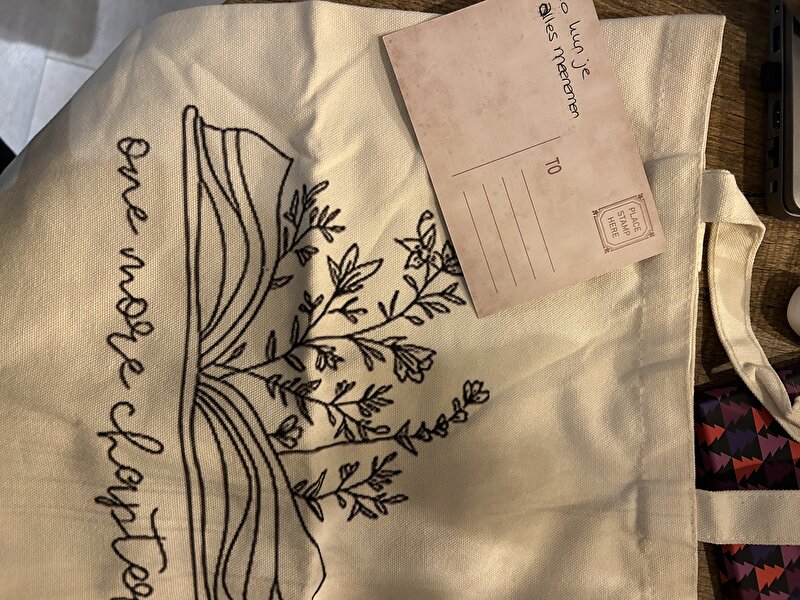 one more chapter
o kun je
alles meenemen
TO
PLACE
STAMP
HERE